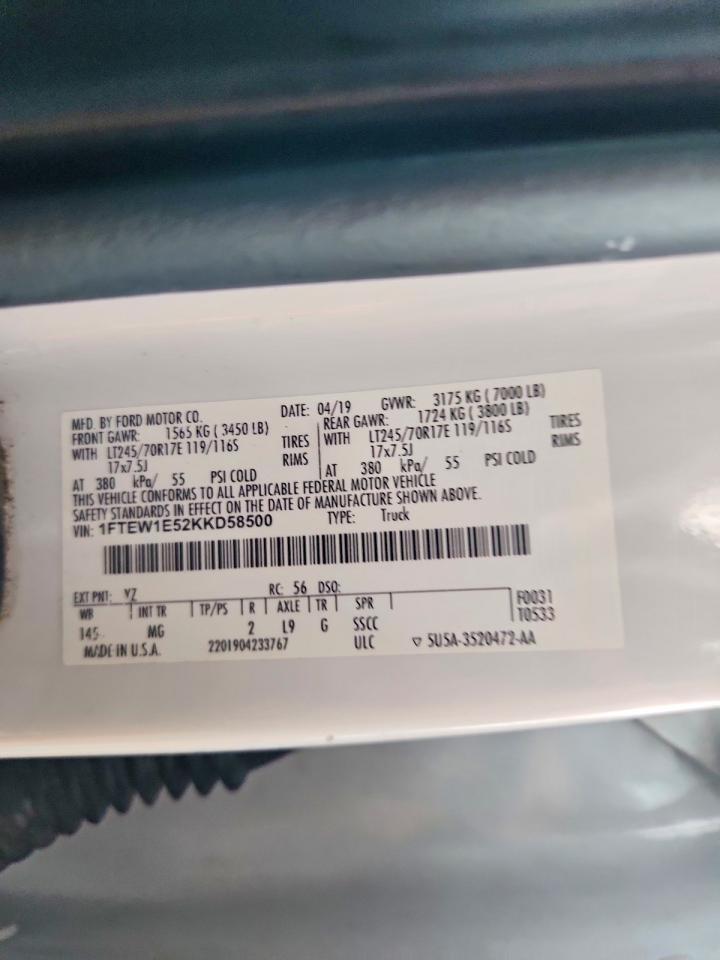 MFD. BY FORD MOTOR CO. DATE: 04/19 GVWR: 3175 KG ( 7000 LB)
FRONT GAWR: 1565 KG ( 3450 LB) REAR GAWR: 1724 KG ( 3800 LB)
WITH LT245/70R17E 119/116S TIRES WITH LT245/70R17E 119/116S TIRES
17x7.5J RIMS 17x7.5J RIMS
AT 380 kPa/ 55 PSI COLD AT 380 kPa/ 55 PSI COLD
THIS VEHICLE CONFORMS TO ALL APPLICABLE FEDERAL MOTOR VEHICLE
SAFETY STANDARDS IN EFFECT ON THE DATE OF MANUFACTURE SHOWN ABOVE.
VIN: 1FTEW1E52KKD58500 TYPE: Truck
EXT PNT: YZ RC: 56 DSO: F0031
WB INT TR TP/PS R AXLE TR SPR T0533
145 MG 2 L9 G SSCC
MADE IN U.S.A. 2201904233767 ULC ▽ 5U5A-3520472-AA